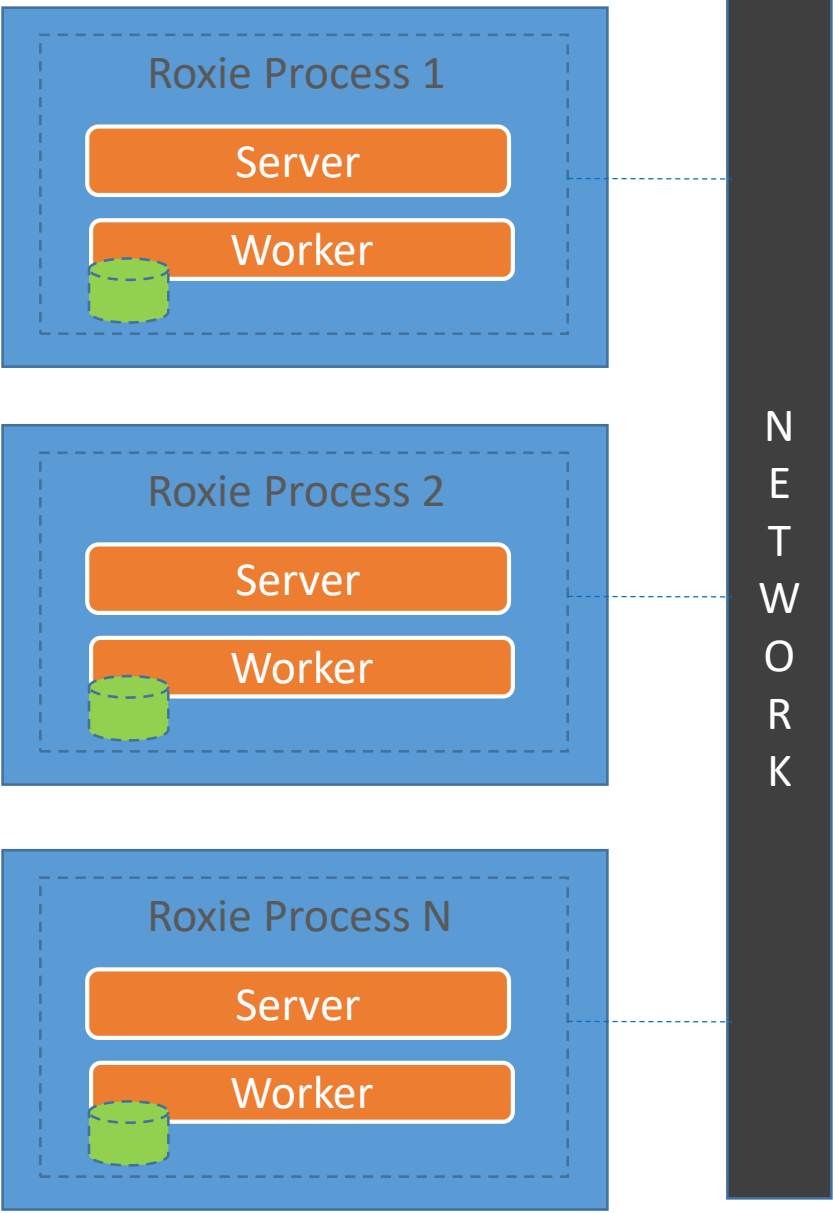 Roxie Process 1
Server
Worker
Roxie Process 2
Server
Worker
Roxie Process N
Server
Worker
N
E
T
W
O
R
K